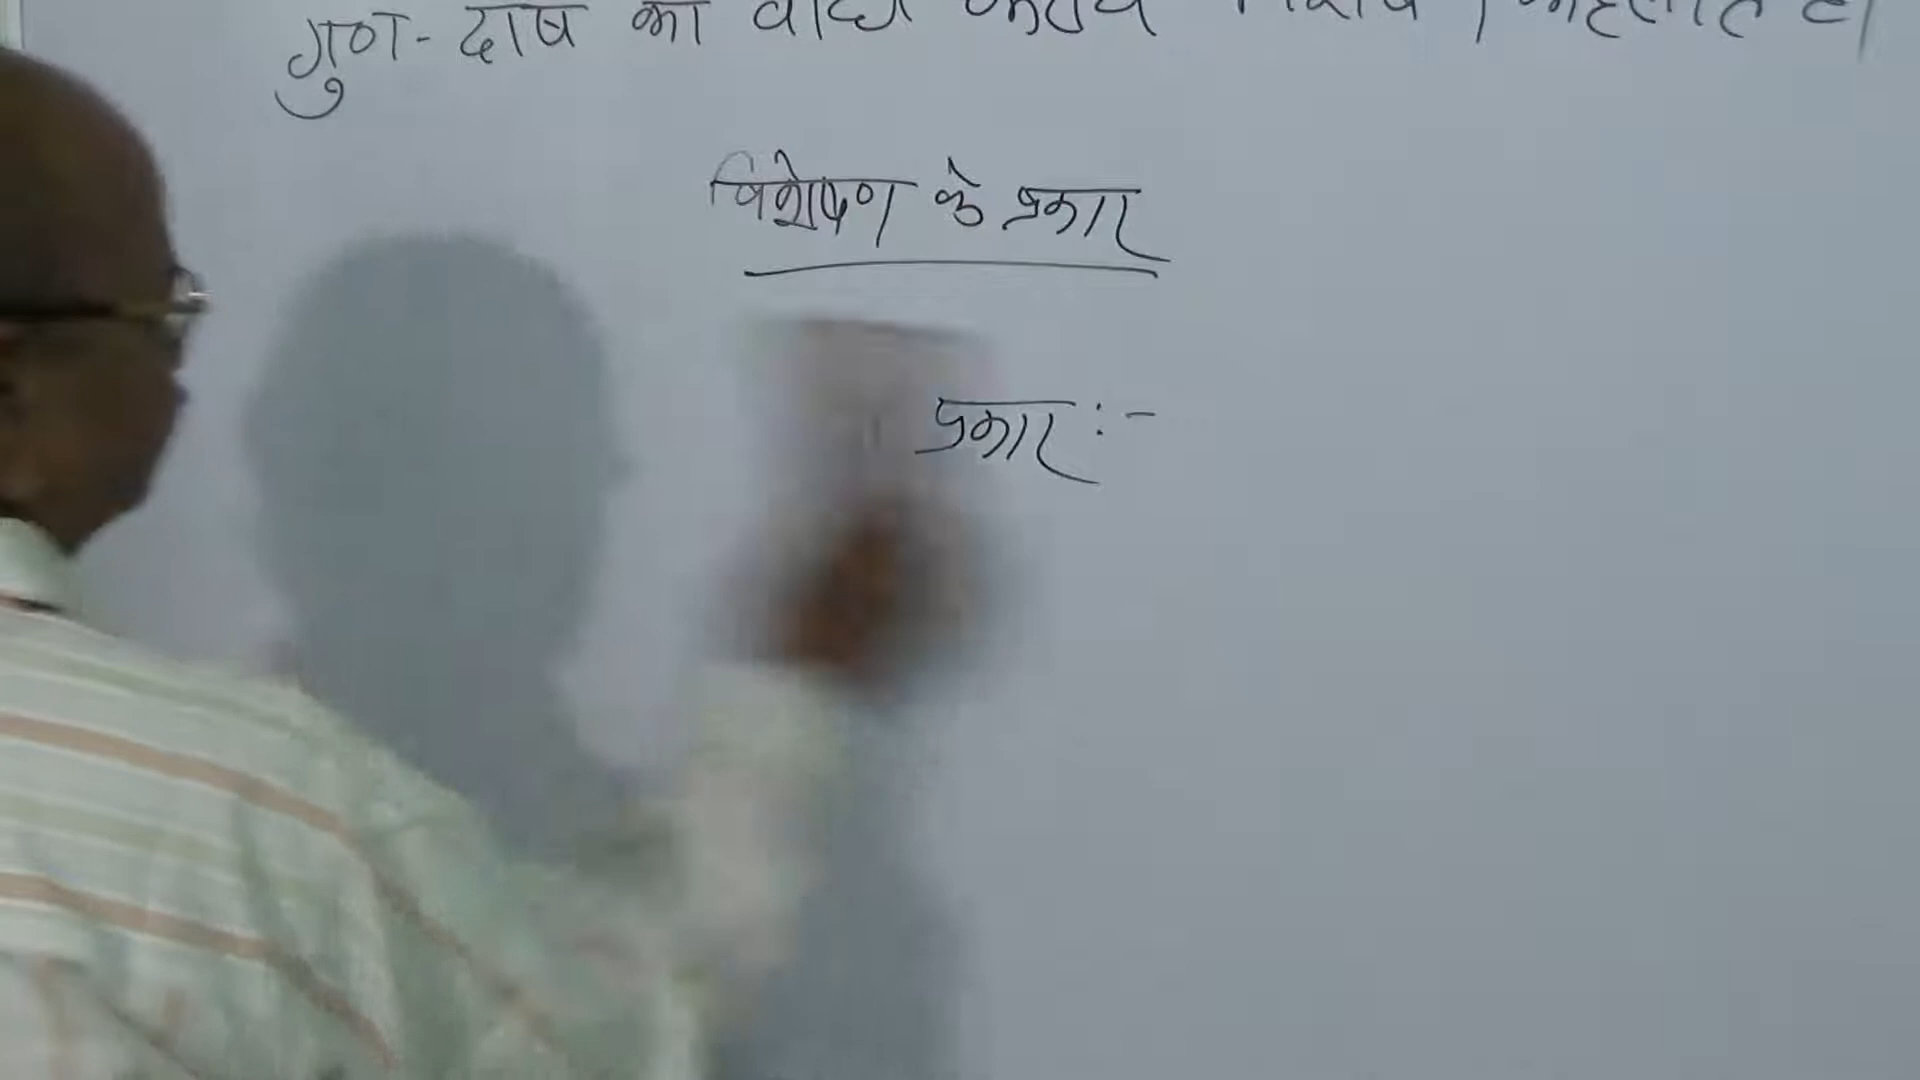 गुण-दोष का बोध कराये विशेषण कहलाते हैं।
विशेषण के प्रकार
प्रकार:-